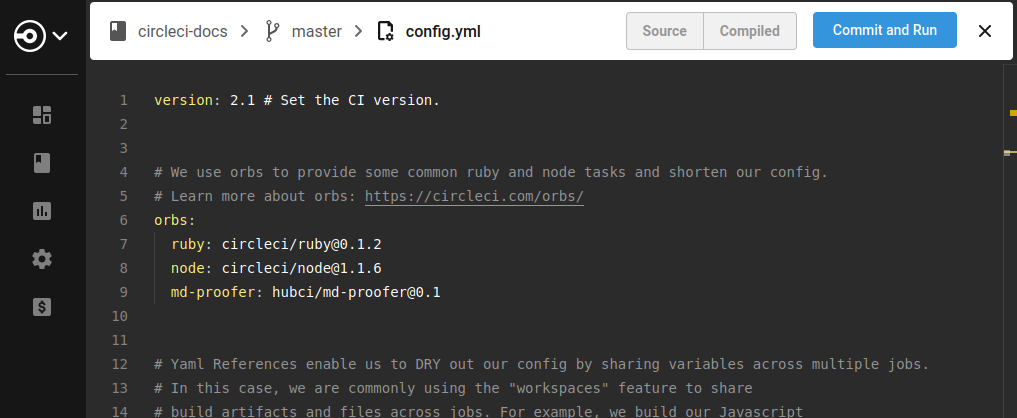 circleci-docs > master > config.yml Source Compiled Commit and Run
1 version: 2.1 # Set the CI version.
2
3
4 # We use orbs to provide some common ruby and node tasks and shorten our config.
5 # Learn more about orbs: https://circleci.com/orbs/
6 orbs:
7 ruby: circleci/ruby@0.1.2
8 node: circleci/node@1.1.6
9 md-proofer: hubci/md-proofer@0.1
10
11
12 # Yaml References enable us to DRY out our config by sharing variables across multiple jobs.
13 # In this case, we are commonly using the "workspaces" feature to share
14 # build artifacts and files across jobs. For example, we build our Javascript